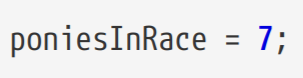 poniesInRace = 7;